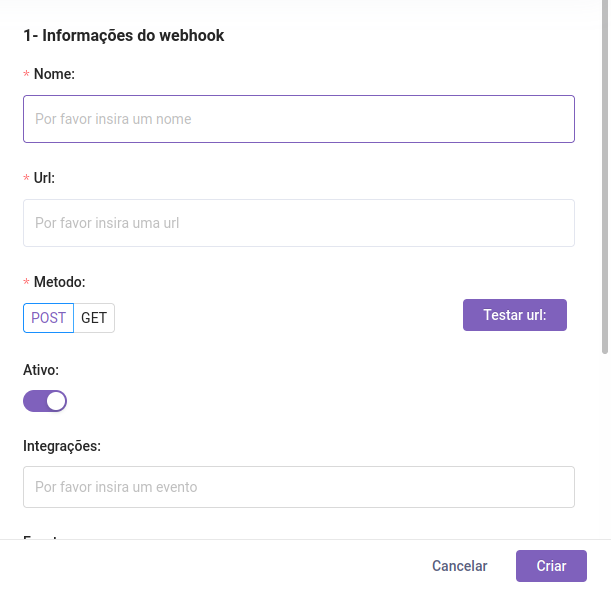 1- Informações do webhook
* Nome:
Por favor insira um nome
* Url:
Por favor insira uma url
* Metodo:
POST GET
Testar url:
Ativo:
Integrações:
Por favor insira um evento
Cancelar
Criar